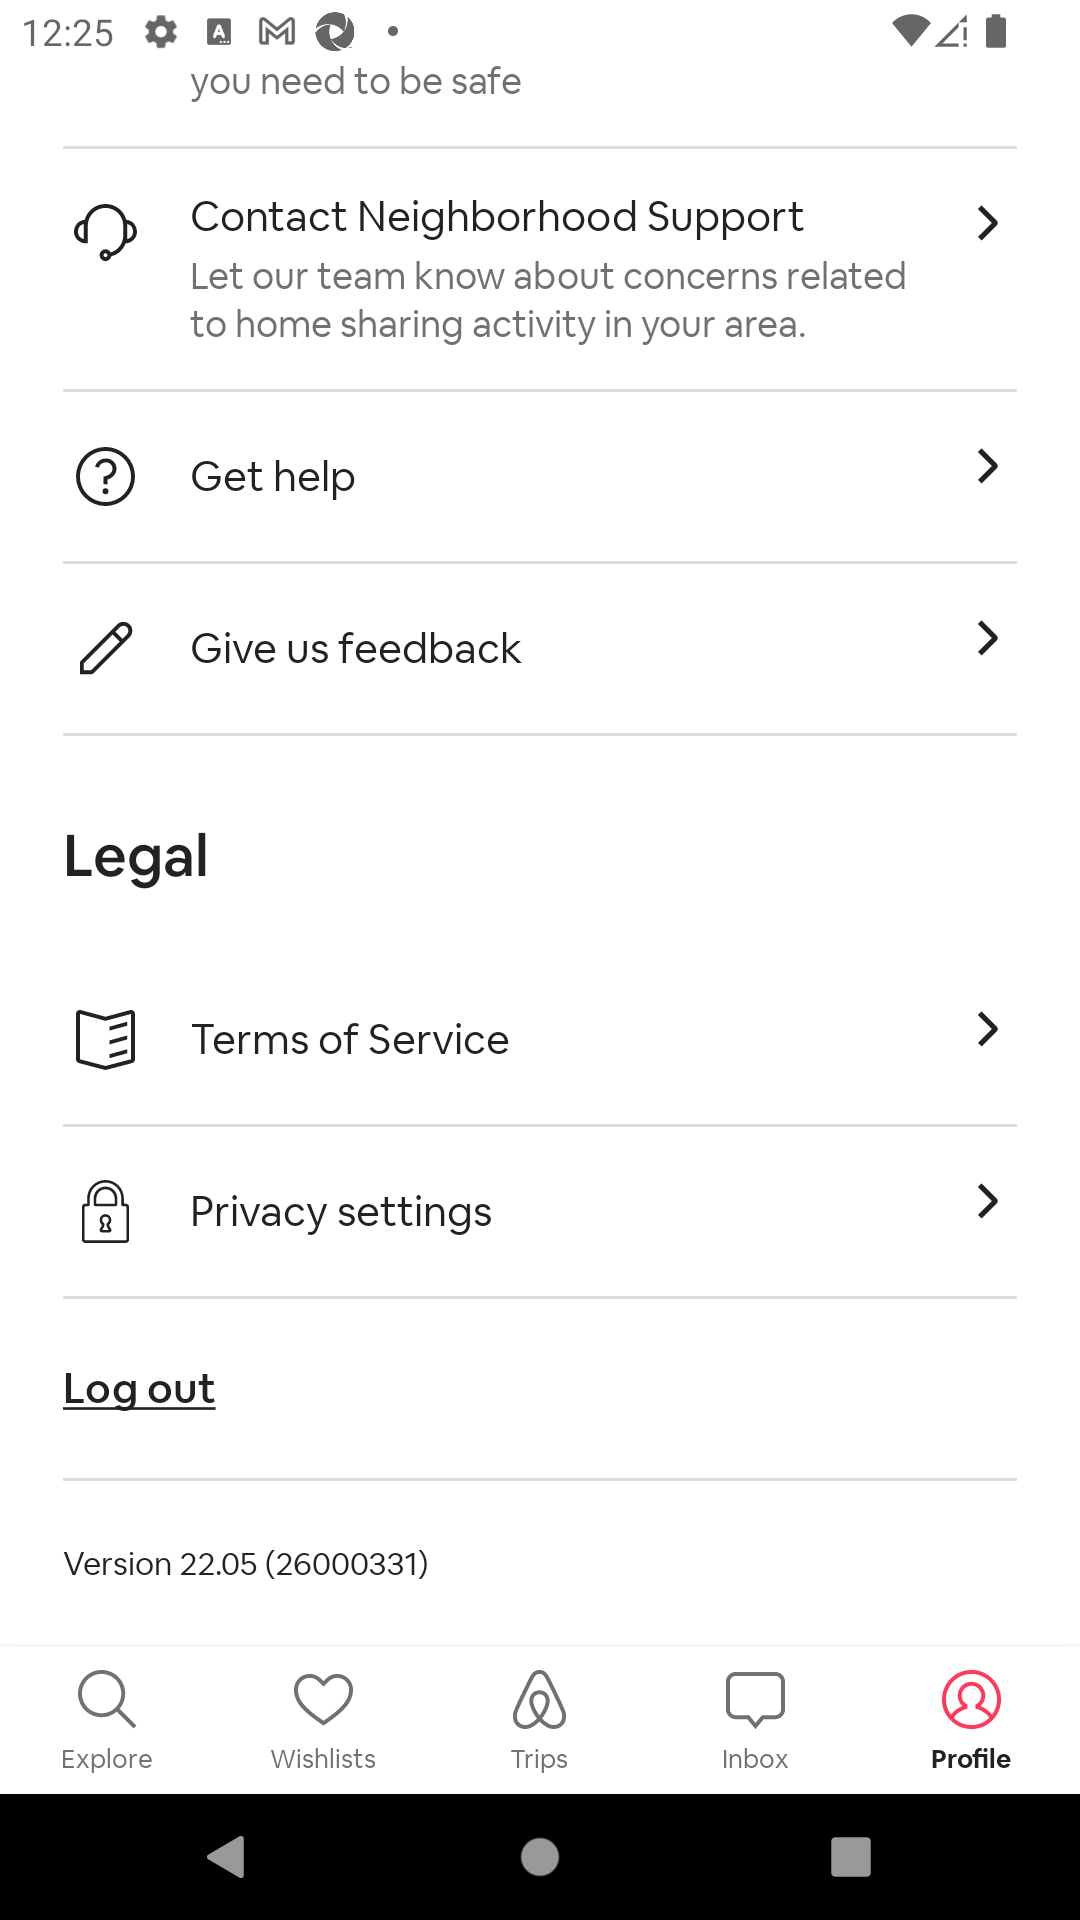 12:25
you need to be safe
Contact Neighborhood Support
Let our team know about concerns related
to home sharing activity in your area.
Get help
Give us feedback
Legal
Terms of Service
Privacy settings
Log out
Version 22.05 (26000331)
Explore
Wishlists
Trips
Inbox
Profile